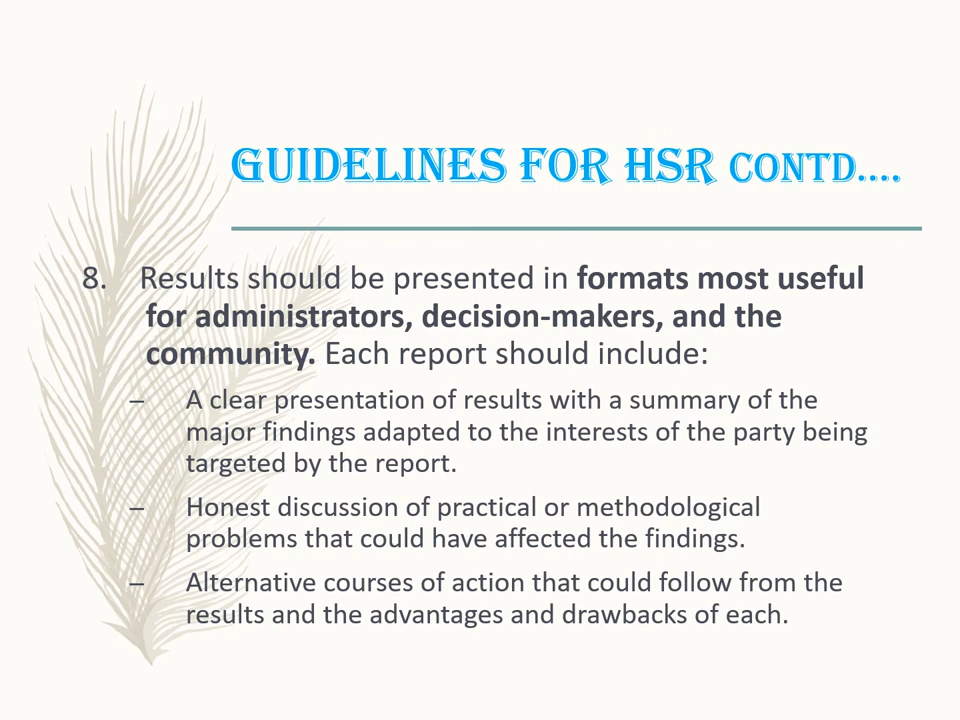 GUIDELINES FOR HSR CONTD....
8. Results should be presented in formats most useful
for administrators, decision-makers, and the
community. Each report should include:
– A clear presentation of results with a summary of the
major findings adapted to the interests of the party being
targeted by the report.
– Honest discussion of practical or methodological
problems that could have affected the findings.
– Alternative courses of action that could follow from the
results and the advantages and drawbacks of each.